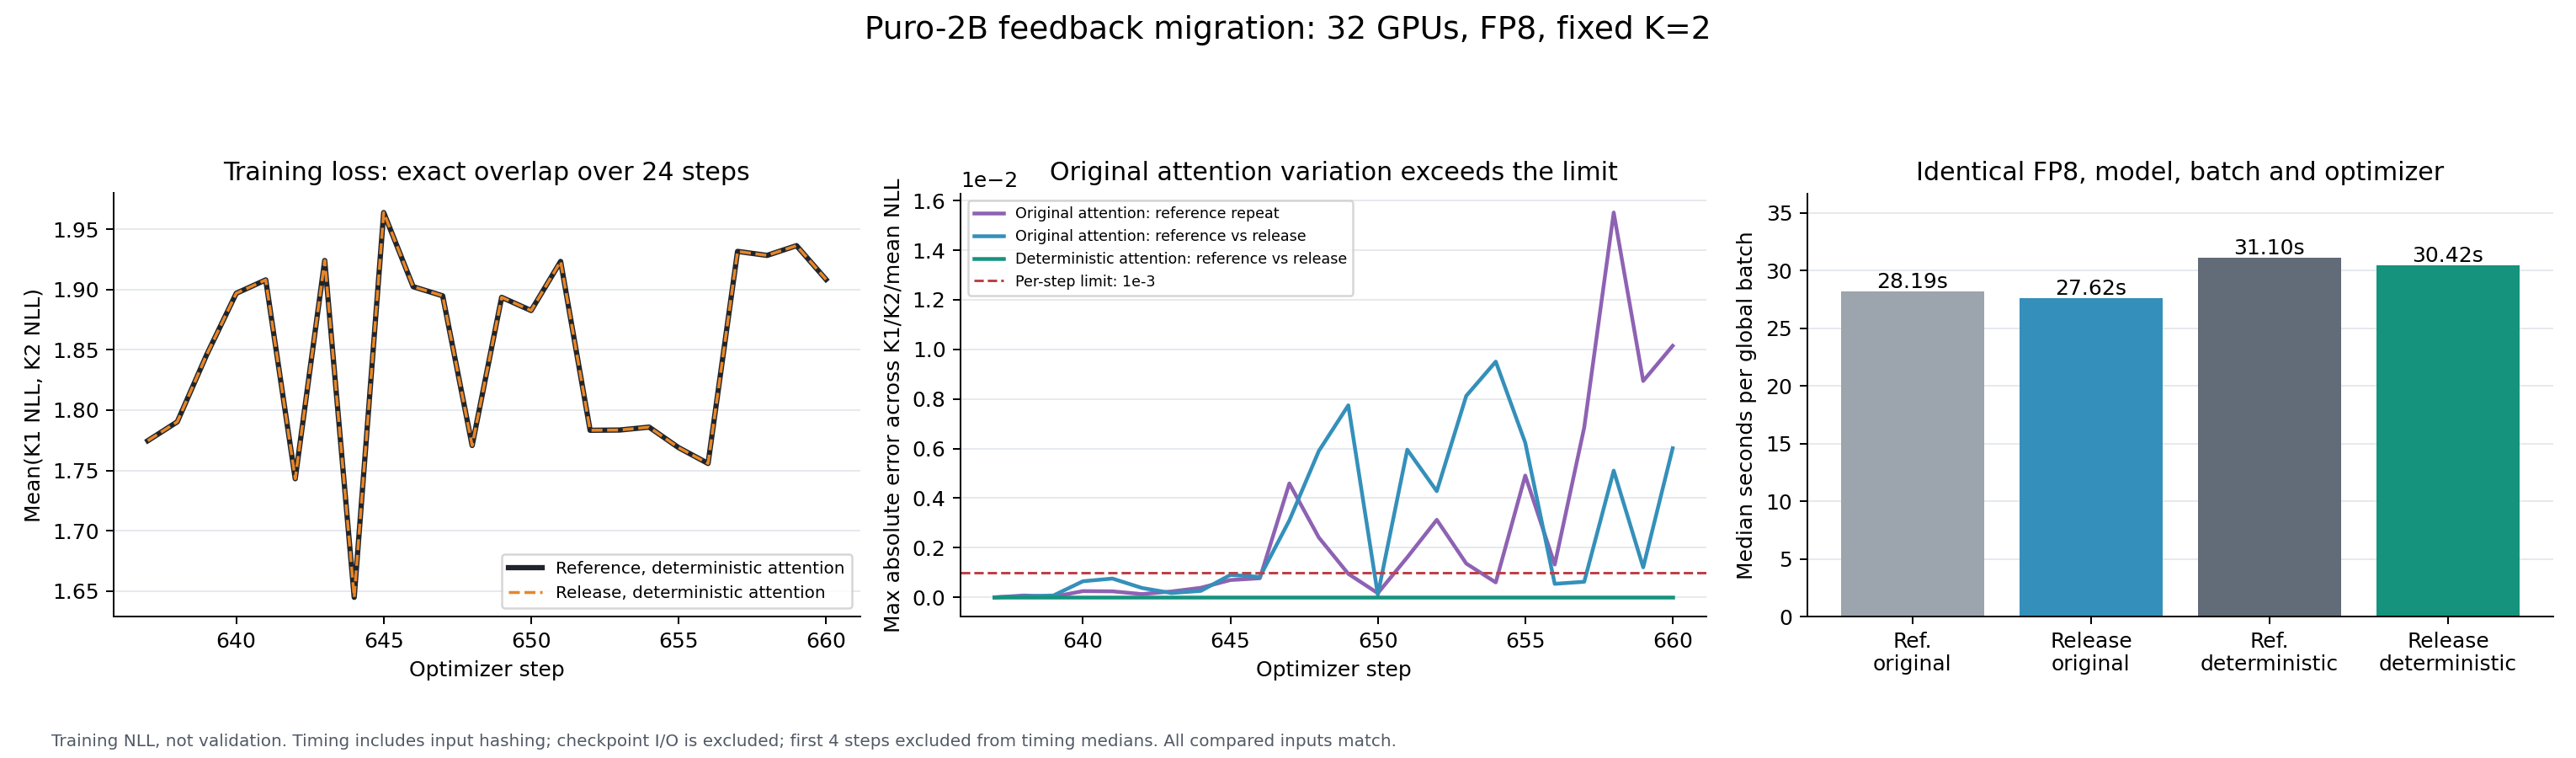 Puro-2B feedback migration: 32 GPUs, FP8, fixed K=2
Training loss: exact overlap over 24 steps
Mean(K1 NLL, K2 NLL)
1.95
1.90
1.85
1.80
1.75
1.70
1.65
Reference, deterministic attention
Release, deterministic attention
640
645
650
655
660
Optimizer step
Original attention variation exceeds the limit
1e−2
Max absolute error across K1/K2/mean NLL
1.6
1.4
1.2
1.0
0.8
0.6
0.4
0.2
0.0
Original attention: reference repeat
Original attention: reference vs release
Deterministic attention: reference vs release
Per-step limit: 1e-3
640
645
650
655
660
Optimizer step
Identical FP8, model, batch and optimizer
Median seconds per global batch
35
30
25
20
15
10
5
0
28.19s
27.62s
31.10s
30.42s
Ref.
original
Release
original
Ref.
deterministic
Release
deterministic
Training NLL, not validation. Timing includes input hashing; checkpoint I/O is excluded; first 4 steps excluded from timing medians. All compared inputs match.